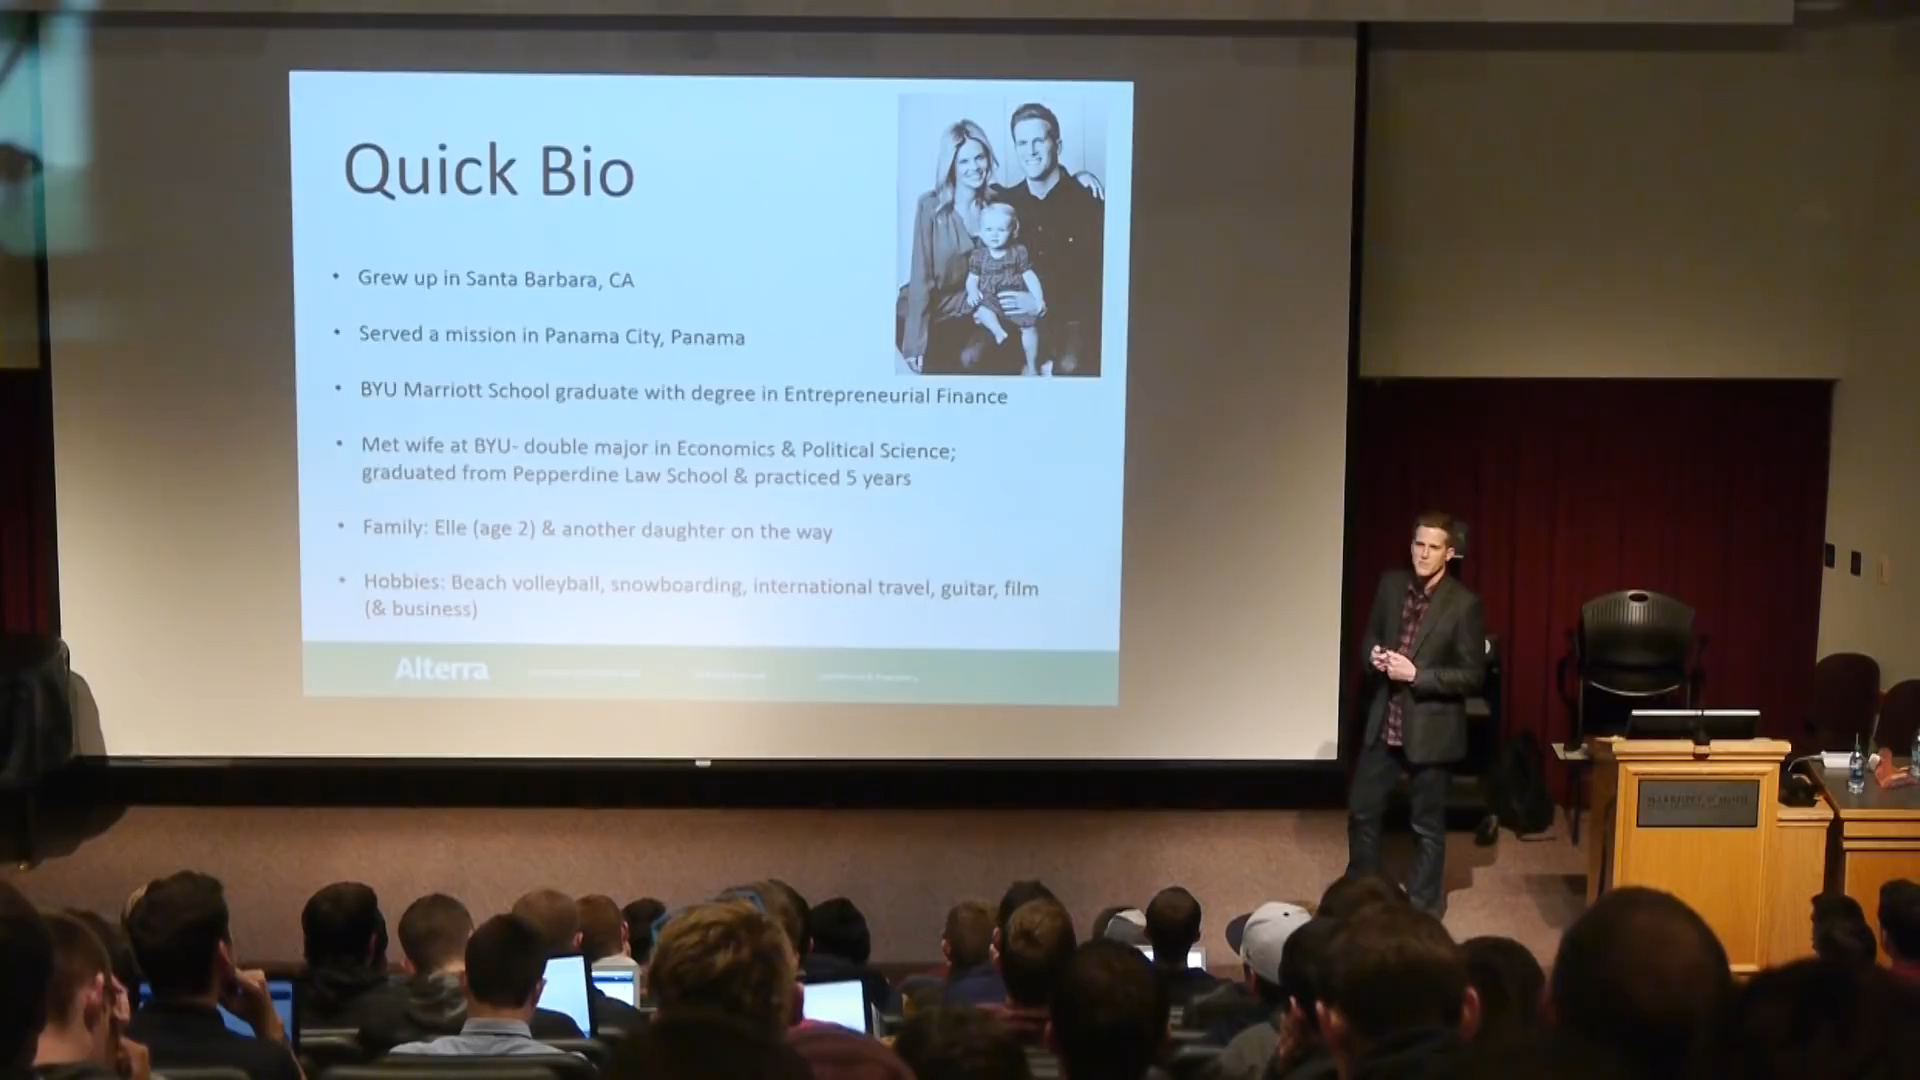 Quick Bio
• Grew up in Santa Barbara, CA
• Served a mission in Panama City, Panama
• BYU Marriott School graduate with degree in Entrepreneurial Finance
• Met wife at BYU- double major in Economics & Political Science;
graduated from Pepperdine Law School & practiced 5 years
• Family: Elle (age 2) & another daughter on the way
• Hobbies: Beach volleyball, snowboarding, international travel, guitar, film
(& business)
Alterra
MARRIOTT SCHOOL